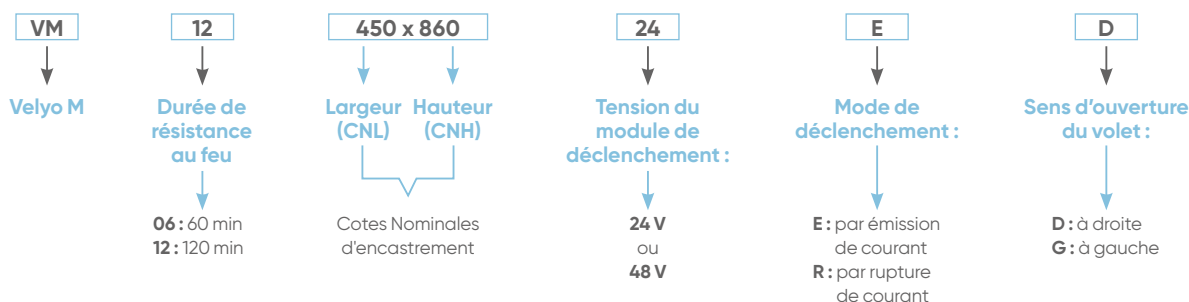 VM 12 450 x 860 24 E D
Velyo M
Durée de
résistance
au feu
06 : 60 min
12 : 120 min
Largeur Hauteur
(CNL) (CNH)
Cotes Nominales
d'encastrement
Tension du
module de
déclenchement :
24 V
ou
48 V
Mode de
déclenchement :
E : par émission
de courant
R : par rupture
de courant
Sens d'ouverture
du volet :
D : à droite
G : à gauche